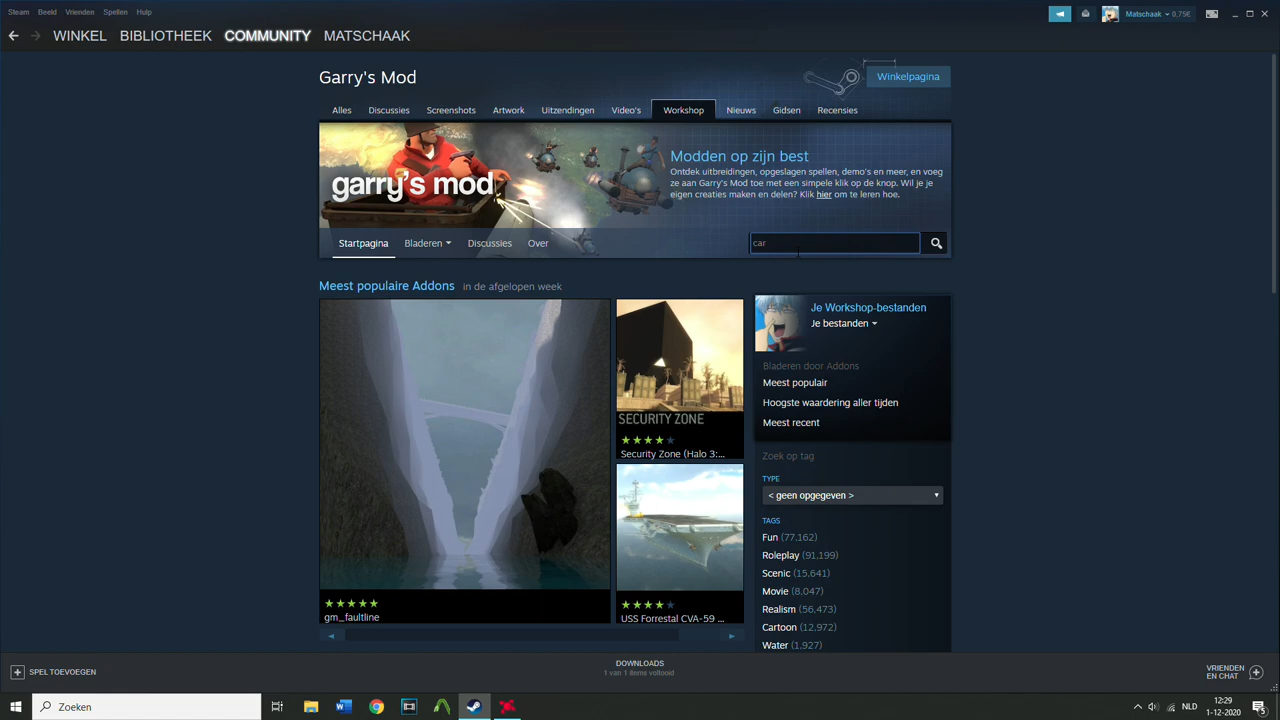 Steam Beeld Vrienden Spellen Hulp
Matschaak 0,75€
WINKEL BIBLIOTHEEK COMMUNITY MATSCHAAK
Garry's Mod
Winkelpagina
Alles Discussies Screenshots Artwork Uitzendingen Video's Workshop Nieuws Gidsen Recensies
garry's mod
Modden op zijn best
Ontdek uitbreidingen, opgeslagen spellen, demo's en meer, en voeg
ze aan Garry's Mod toe met een simpele klik op de knop. Wil je je
eigen creaties maken en delen? Klik hier om te leren hoe.
Startpagina Bladeren Discussies Over
car
Meest populaire Addons in de afgelopen week
gm_faultline
SECURITY ZONE
Security Zone (Halo 3:...
USS Forrestal CVA-59 ...
Je Workshop-bestanden
Je bestanden
Bladeren door Addons
Meest populair
Hoogste waardering aller tijden
Meest recent
Zoek op tag
TYPE
< geen opgegeven >
TAGS
Fun (77,162)
Roleplay (91,199)
Scenic (15,641)
Movie (8,047)
Realism (56,473)
Cartoon (12,972)
Water (1,927)
SPEL TOEVOEGEN
DOWNLOADS
1 van 1 items voltooid
VRIENDEN
EN CHAT
Zoeken
NLD
12:29
1-12-2020
5